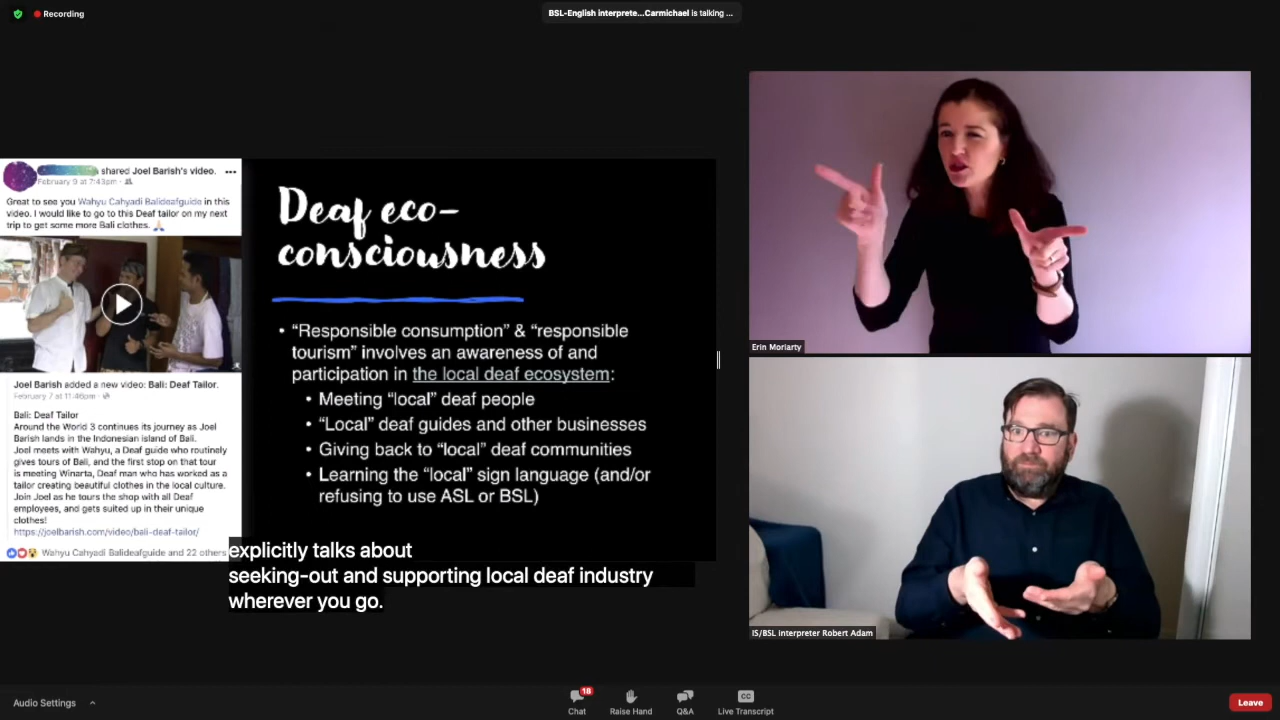 Recording
BSL-English interprete...Carmichael is talking ...
shared Joel Barish's video.
February 9 at 7:43pm ·
Great to see you Wahyu Cahyadi Balideafguide in this
video. I would like to go to this Deaf tailor on my next
trip to get some more Bali clothes.
Joel Barish added a new video: Bali: Deaf Tailor.
February 7 at 11:46pm ·
Bali: Deaf Tailor
Around the World 3 continues its journey as Joel
Barish lands in the Indonesian island of Bali.
Joel meets with Wahyu, a Deaf guide who routinely
gives tours of Bali, and the first stop on that tour
is meeting Winarta, Deaf man who has worked as a
tailor creating beautiful clothes in the local culture.
Join Joel as he tours the shop with all Deaf
employees, and gets suited up in their unique
clothes!
https://joelbarish.com/video/bali-deaf-tailor/
Wahyu Cahyadi Balideafguide and 22 others
Deaf eco-
consciousness
• "Responsible consumption" & "responsible
tourism" involves an awareness of and
participation in the local deaf ecosystem:
• Meeting "local" deaf people
• "Local" deaf guides and other businesses
• Giving back to "local" deaf communities
• Learning the "local" sign language (and/or
refusing to use ASL or BSL)
explicitly talks about
seeking-out and supporting local deaf industry
wherever you go.
Erin Moriarty
IS/BSL Interpreter Robert Adam
Audio Settings
18
Chat
Raise Hand
Q&A
CC
Live Transcript
Leave